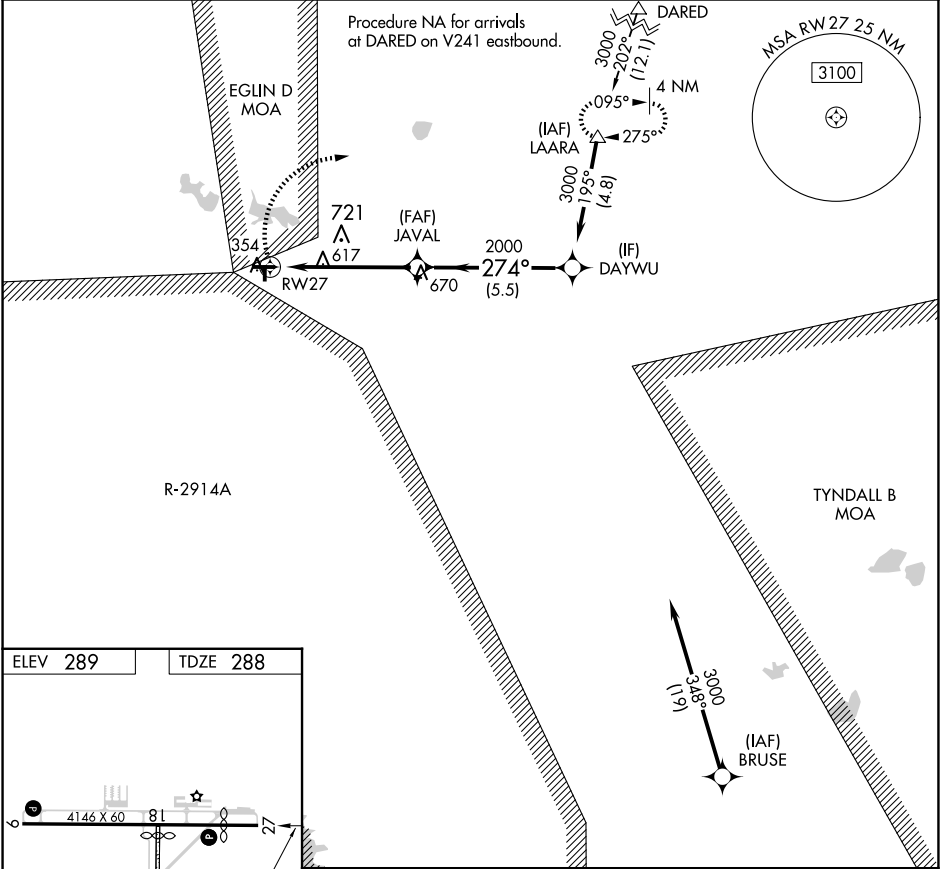 Procedure NA for arrivals
at DARED on V241 eastbound.
DARED
3000
202°
(12.1)
MSA RW27 25 NM
3100
EGLIN D
MOA
4 NM
095°
275°
(IAF)
LAARA
3000
195°
(4.8)
721
354
617
RW27
(FAF)
JAVAL
670
2000
274°
(5.5)
(IF)
DAYWU
R-2914A
TYNDALL B
MOA
3000
348°
(19)
(IAF)
BRUSE
ELEV 289
TDZE 288
P
9
4146 X 60
18
P
27